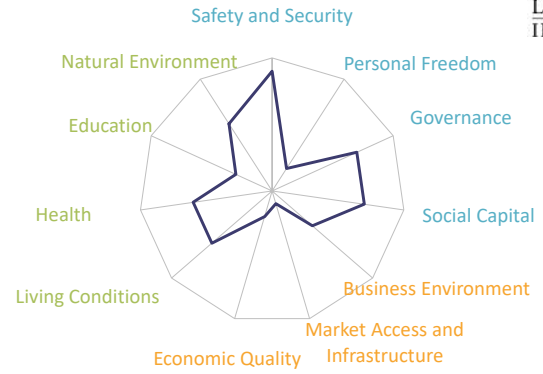 Safety and Security
Natural Environment
Personal Freedom
Education
Governance
Health
Social Capital
Living Conditions
Business Environment
Economic Quality
Market Access and
Infrastructure